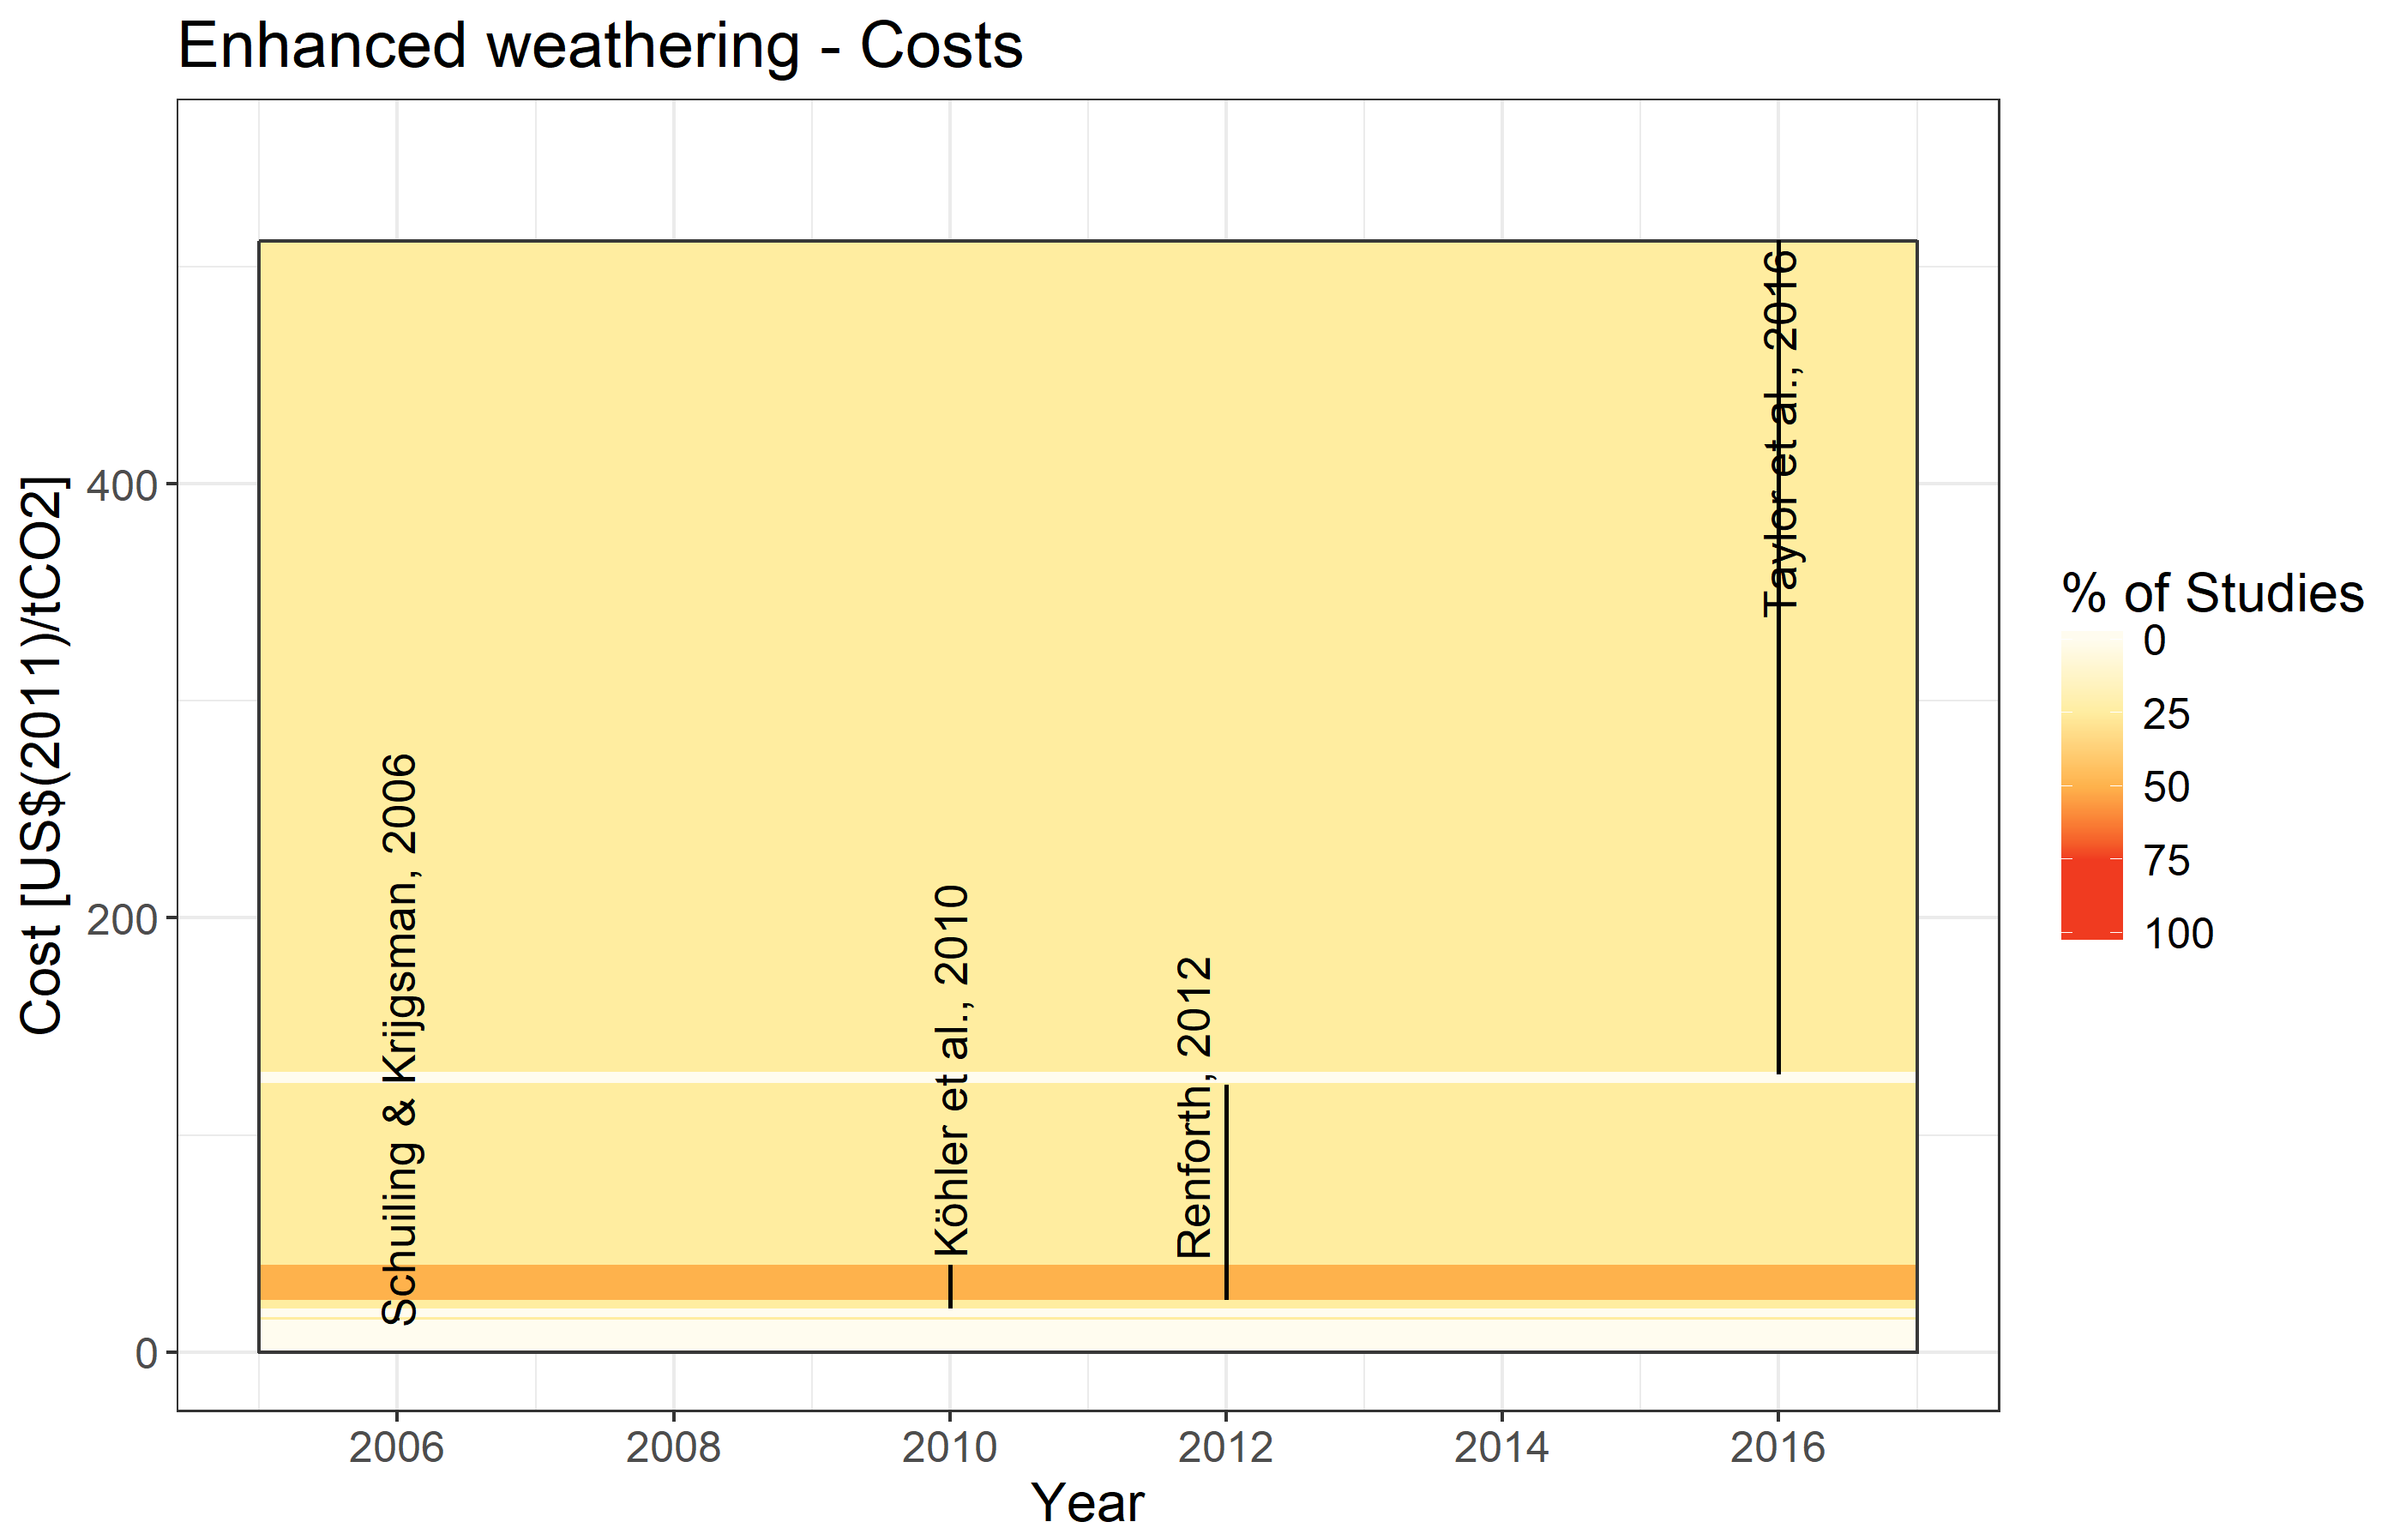 Enhanced weathering - Costs
Cost [US$(2011)/tCO2]
400
200
0
Schuiling & Krijgsman, 2006
Köhler et al., 2010
Renforth, 2012
Taylor et al., 2016
2006
2008
2010
2012
2014
2016
Year
% of Studies
0
25
50
75
100